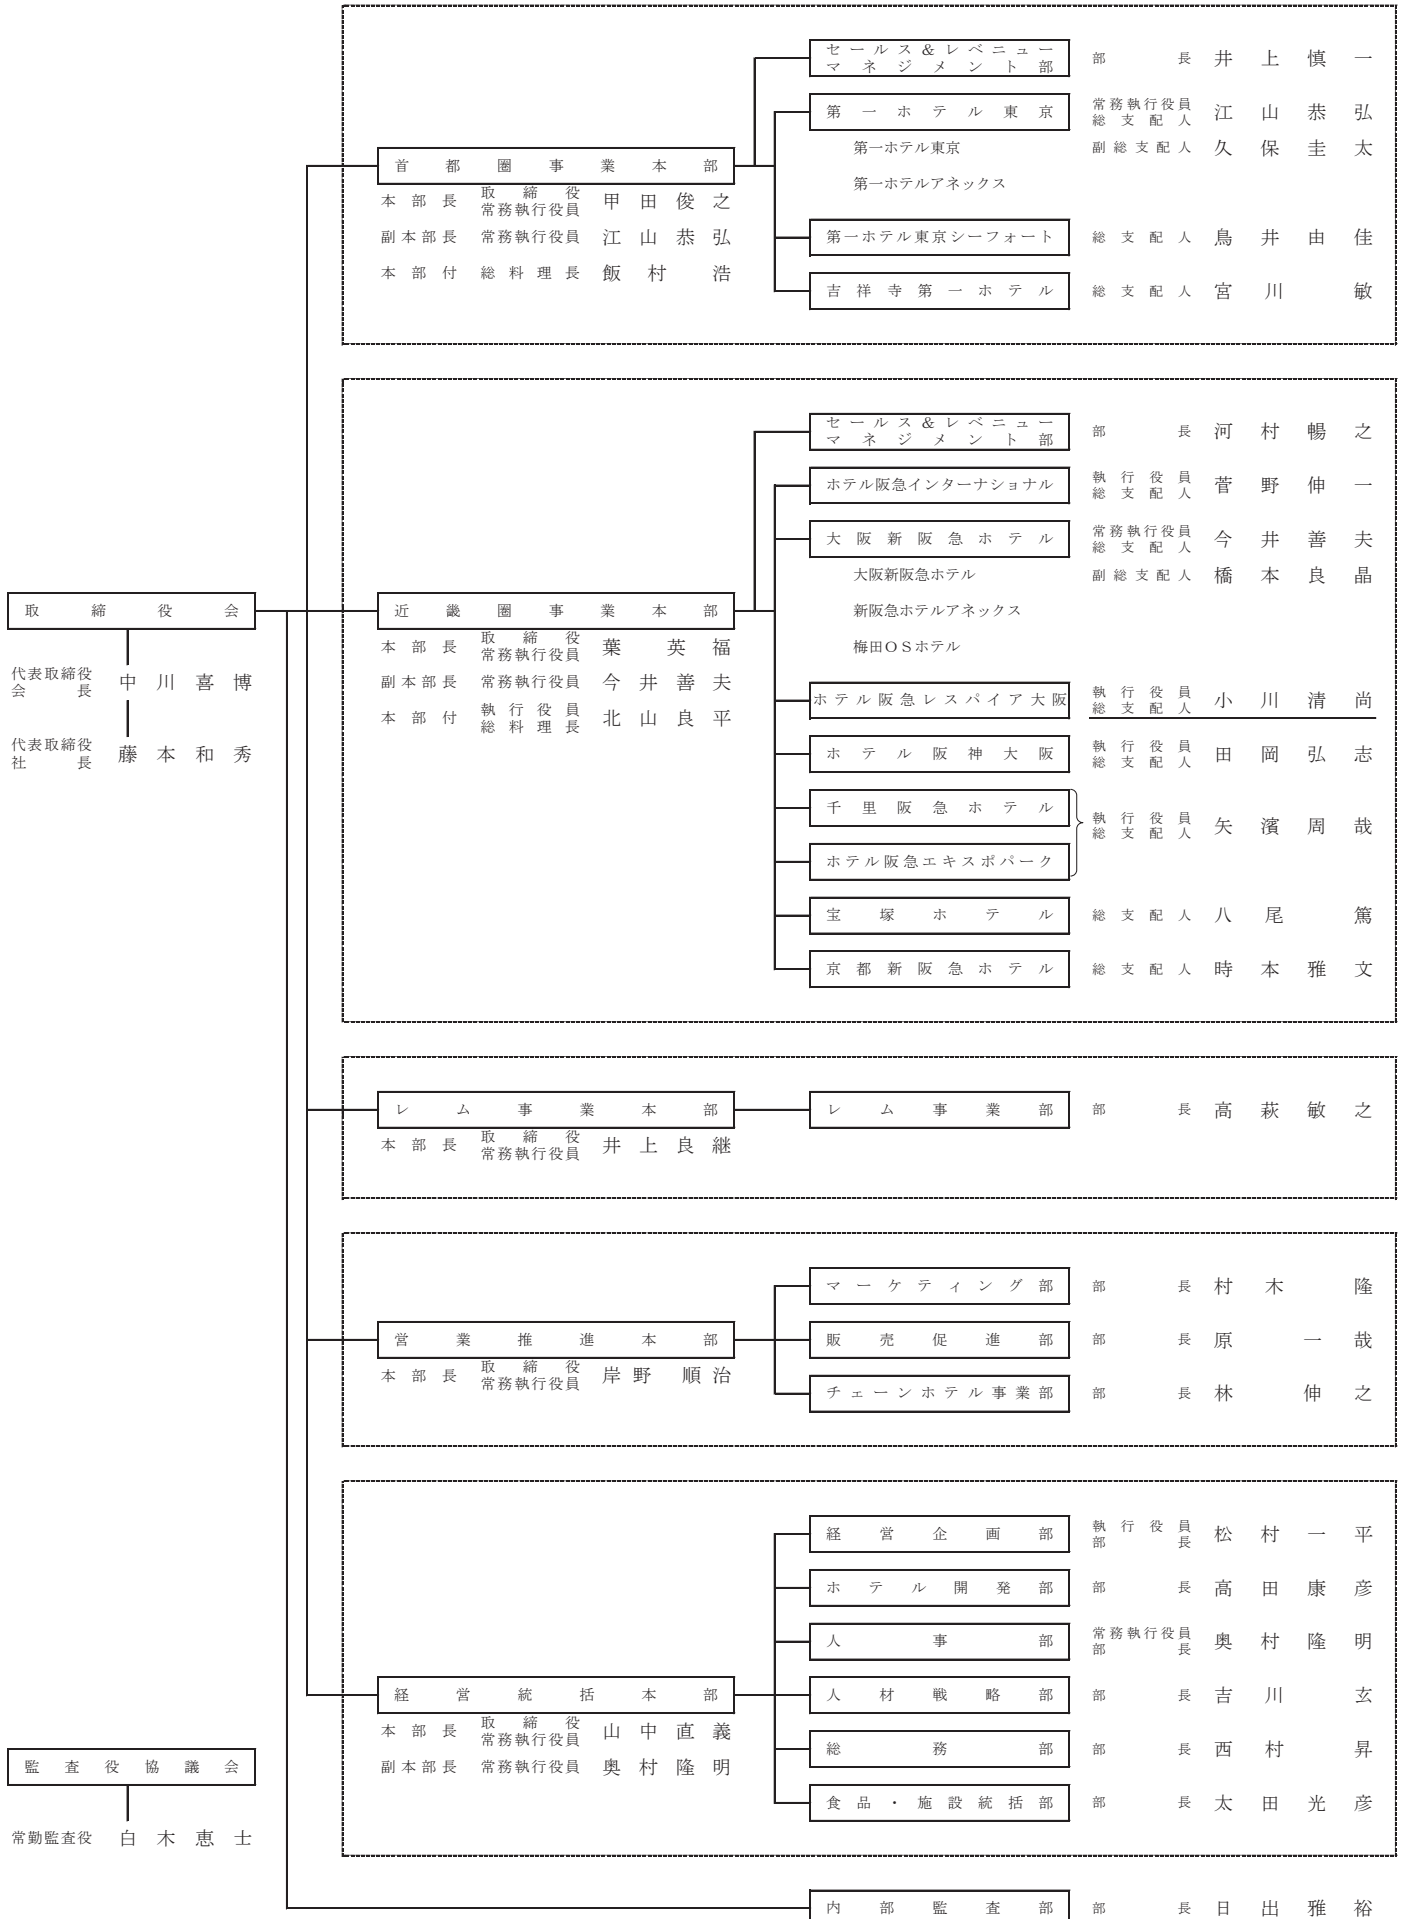 取締役会
代表取締役
会長
中川喜博
代表取締役
社長
藤本和秀
監査役協議会
常勤監査役 白木恵士
首都圏事業本部
本部長 取締役
常務執行役員 甲田俊之
副本部長 常務執行役員 江山恭弘
本部付 総料理長 飯村浩
セールス&レベニュー
マネジメント部
部長 井上慎一
第一ホテル東京
常務執行役員
総支配人
江山恭弘
第一ホテル東京 副総支配人 久保圭太
第一ホテルアネックス
第一ホテル東京シーフォート 総支配人 鳥井由佳
吉祥寺第一ホテル 総支配人 宮川敏
近畿圏事業本部
本部長 取締役
常務執行役員 葉英福
副本部長 常務執行役員 今井善夫
本部付 執行役員
総料理長 北山良平
セールス&レベニュー
マネジメント部
部長 河村暢之
ホテル阪急インターナショナル
執行役員
総支配人
菅野伸一
大阪新阪急ホテル
常務執行役員
総支配人
今井善夫
大阪新阪急ホテル 副総支配人 橋本良晶
新阪急ホテルアネックス
梅田OSホテル
ホテル阪急レスパイア大阪
執行役員
総支配人
小川清尚
ホテル阪神大阪
執行役員
総支配人
田岡弘志
千里阪急ホテル
ホテル阪急エキスポパーク
執行役員
総支配人
矢濱周哉
宝塚ホテル 総支配人 八尾篤
京都新阪急ホテル 総支配人 時本雅文
レム事業本部
本部長 取締役
常務執行役員 井上良継
レム事業部 部長 高萩敏之
営業推進本部
本部長 取締役
常務執行役員 岸野順治
マーケティング部 部長 村木隆
販売促進部 部長 原一哉
チェーンホテル事業部 部長 林伸之
経営統括本部
本部長 取締役
常務執行役員 山中直義
副本部長 常務執行役員 奥村隆明
経営企画部
執行役員
部長
松村一平
ホテル開発部 部長 高田康彦
人事部
常務執行役員
部長
奥村隆明
人材戦略部 部長 吉川玄
総務部 部長 西村昇
食品・施設統括部 部長 太田光彦
内部監査部 部長 日出雅裕